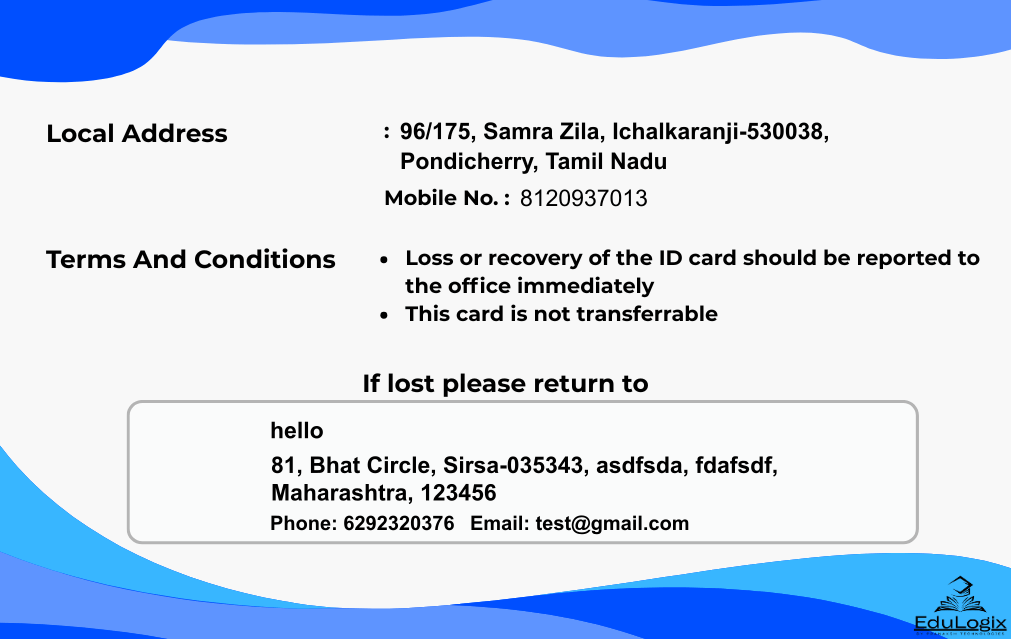 Local Address : 96/175, Samra Zila, Ichalkaranji-530038,
Pondicherry, Tamil Nadu
Mobile No. : 8120937013
Terms And Conditions • Loss or recovery of the ID card should be reported to
the office immediately
• This card is not transferrable
If lost please return to
hello
81, Bhat Circle, Sirsa-035343, asdfsda, fdafsdf,
Maharashtra, 123456
Phone: 6292320376 Email: test@gmail.com
EduLogix